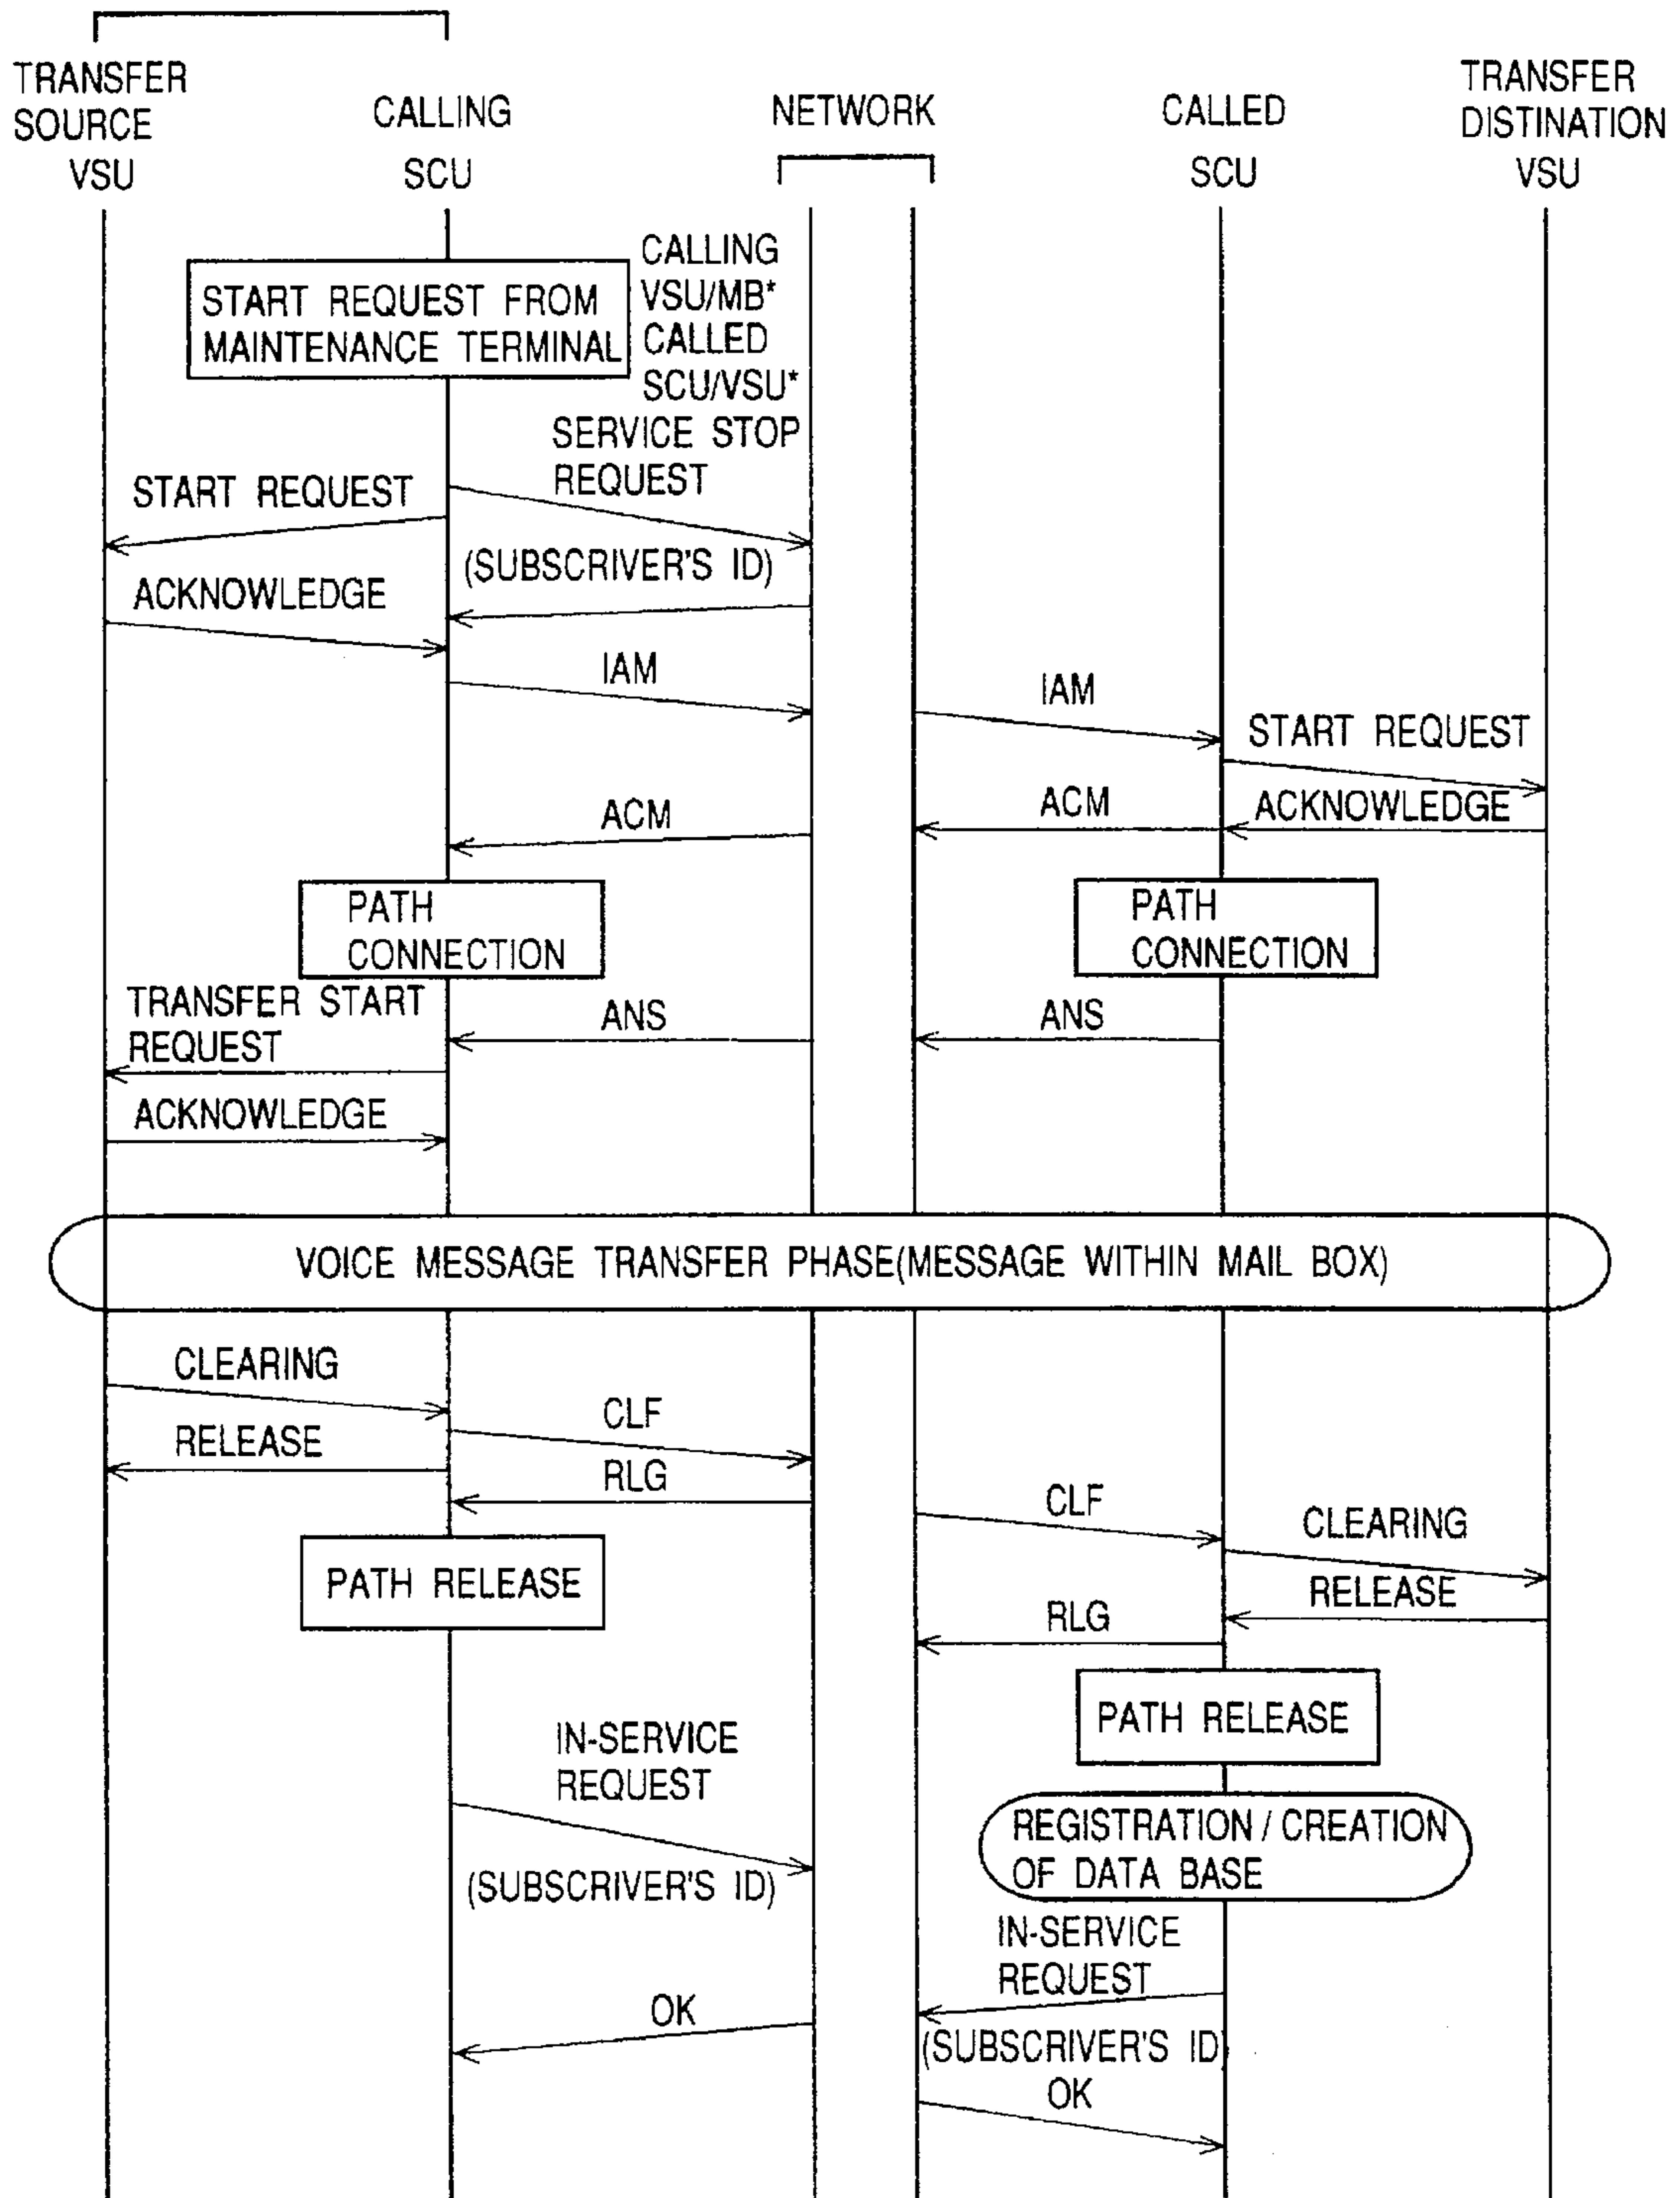 TRANSFER
SOURCE
VSU
CALLING
SCU
NETWORK
CALLED
SCU
TRANSFER
DISTINATION
VSU
START REQUEST FROM
MAINTENANCE TERMINAL
CALLING
VSU/MB*
CALLED
SCU/VSU*
SERVICE STOP
REQUEST
START REQUEST
(SUBSCRIVER'S ID)
ACKNOWLEDGE
IAM
IAM
START REQUEST
ACM
ACM
ACKNOWLEDGE
PATH
CONNECTION
PATH
CONNECTION
TRANSFER START
REQUEST
ANS
ANS
ACKNOWLEDGE
VOICE MESSAGE TRANSFER PHASE(MESSAGE WITHIN MAIL BOX)
CLEARING
CLF
RELEASE
RLG
CLF
CLEARING
PATH RELEASE
RELEASE
RLG
PATH RELEASE
IN-SERVICE
REQUEST
(SUBSCRIVER'S ID)
REGISTRATION / CREATION
OF DATA BASE
IN-SERVICE
REQUEST
OK
(SUBSCRIVER'S ID)
OK